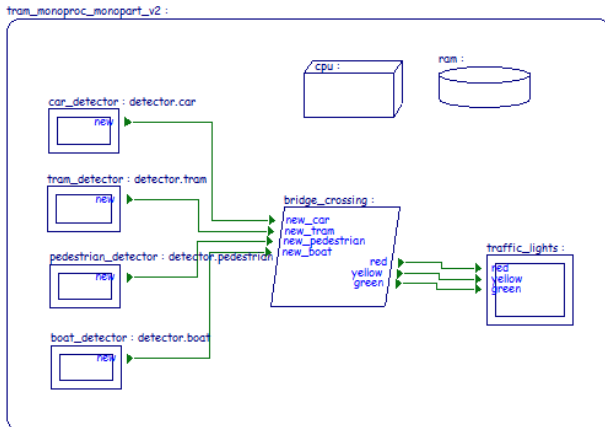 tram_monoproc_monopart_v2 :
cpu :
ram :
car_detector : detector.car
new
tram_detector : detector.tram
new
pedestrian_detector : detector.pedestrian
new
boat_detector : detector.boat
new
bridge_crossing :
new_car
new_tram
new_pedestrian
new_boat
red
yellow
green
traffic_lights :
red
yellow
green